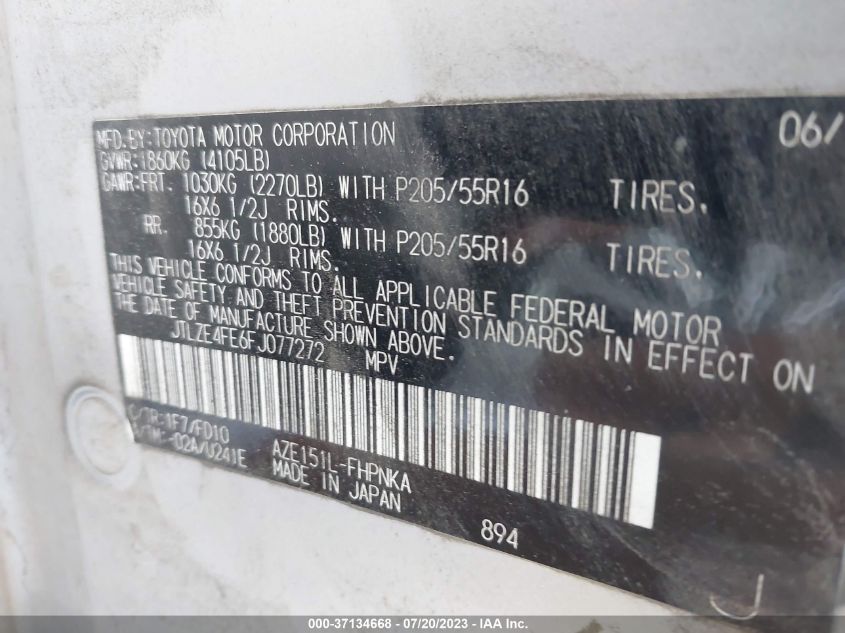 MFD.BY:TOYOTA MOTOR CORPORATION 06/
GVWR:1860KG (4105LB)
GAWR:FRT. 1030KG (2270LB) WITH P205/55R16 TIRES,
16X6 1/2J RIMS.
RR. 855KG (1880LB) WITH P205/55R16 TIRES,
16X6 1/2J RIMS.
THIS VEHICLE CONFORMS TO ALL APPLICABLE FEDERAL MOTOR
VEHICLE SAFETY AND THEFT PREVENTION STANDARDS IN EFFECT ON
THE DATE OF MANUFACTURE SHOWN ABOVE.
JTLZE4FE6FJ077272 MPV
C/TR:1F7/FD10
A/TM:-02A/U241E
AZE151L-FHPNKA
MADE IN JAPAN
894
J
000-37134668 - 07/20/2023 - IAA Inc.